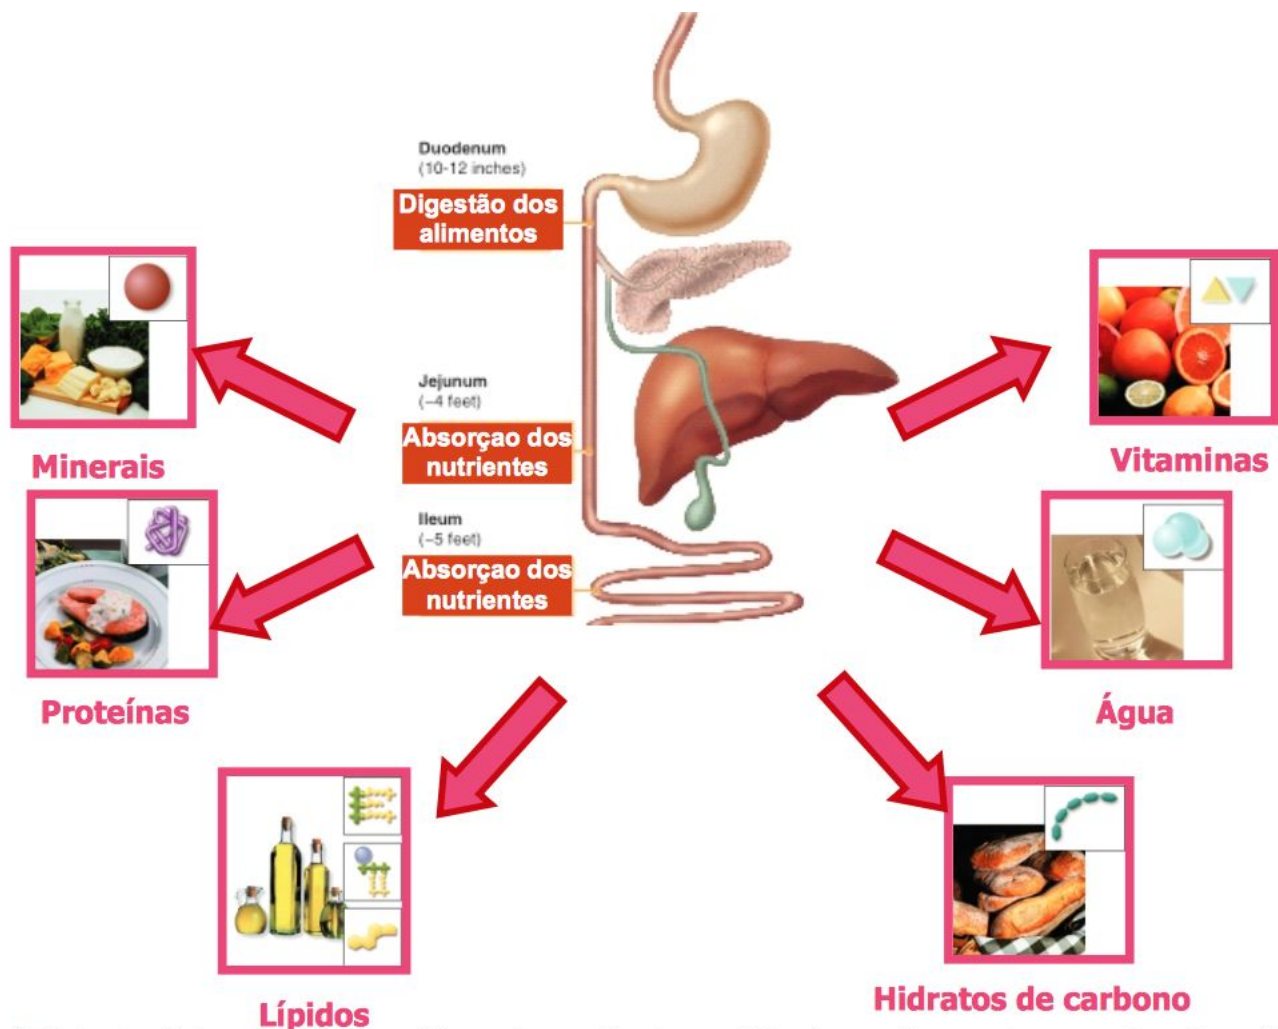 Duodenum
(10-12 inches)
Digestão dos
alimentos
Jejunum
(~4 feet)
Absorçao dos
nutrientes
Ileum
(~5 feet)
Absorçao dos
nutrientes
Minerais
Proteínas
Lípidos
Vitaminas
Água
Hidratos de carbono